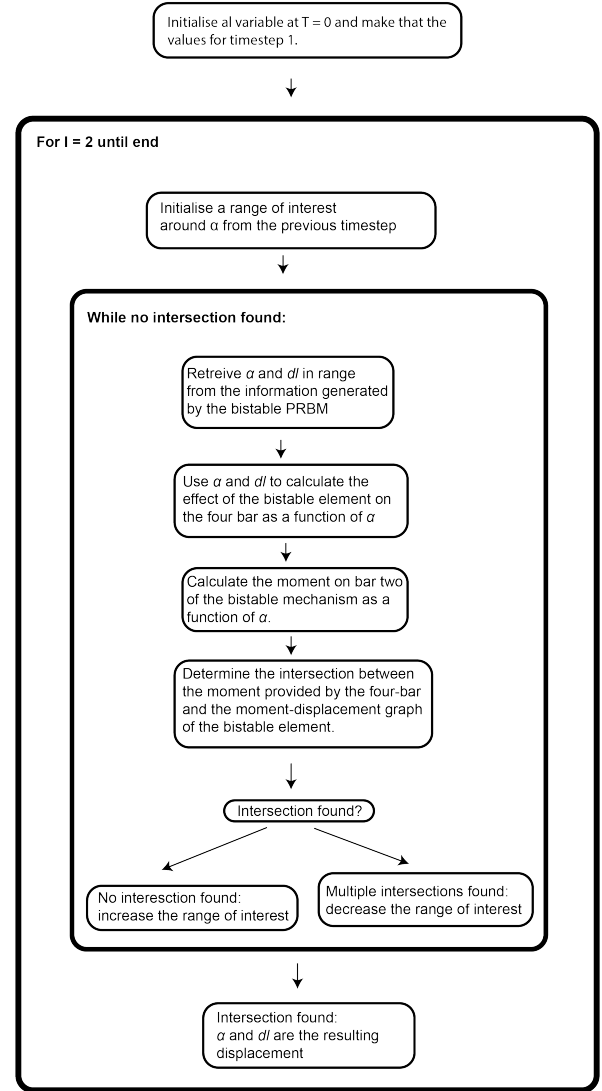 Initialise al variable at T = 0 and make that the
values for timestep 1.
For I = 2 until end
Initialise a range of interest
around α from the previous timestep
While no intersection found:
Retreive α and dl in range
from the information generated
by the bistable PRBM
Use α and dl to calculate the
effect of the bistable element on
the four bar as a function of α
Calculate the moment on bar two
of the bistable mechanism as a
function of α.
Determine the intersection between
the moment provided by the four-bar
and the moment-displacement graph
of the bistable element.
Intersection found?
No interesction found:
increase the range of interest
Multiple intersections found:
decrease the range of interest
Intersection found:
α and dl are the resulting
displacement